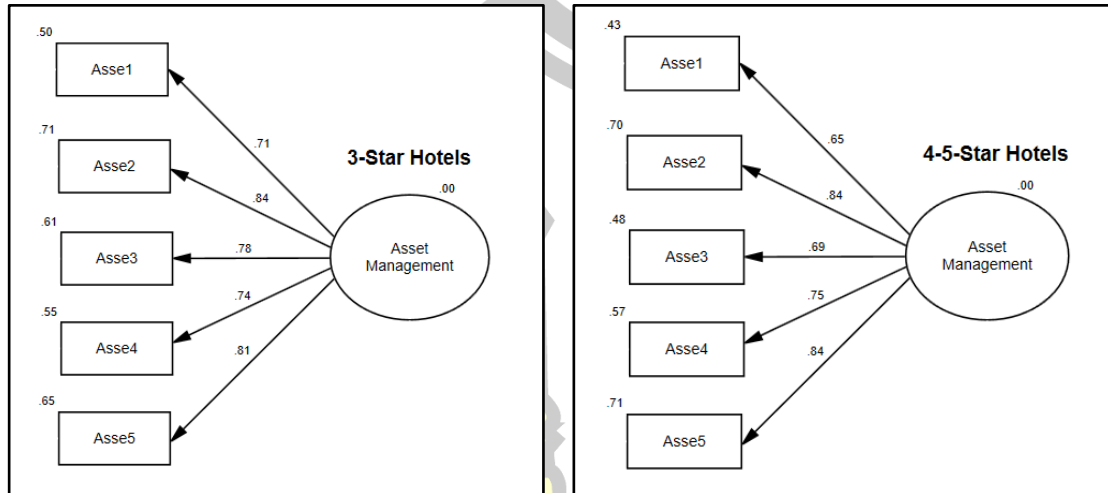 .50
Asse1
.71
.71
Asse2
.84
3-Star Hotels
.00
.61
Asse3
.78
Asset
Management
.74
.55
Asse4
.81
.65
Asse5
.43
Asse1
.65
.70
Asse2
.84
4-5-Star Hotels
.00
.48
Asse3
.69
Asset
Management
.75
.57
Asse4
.84
.71
Asse5